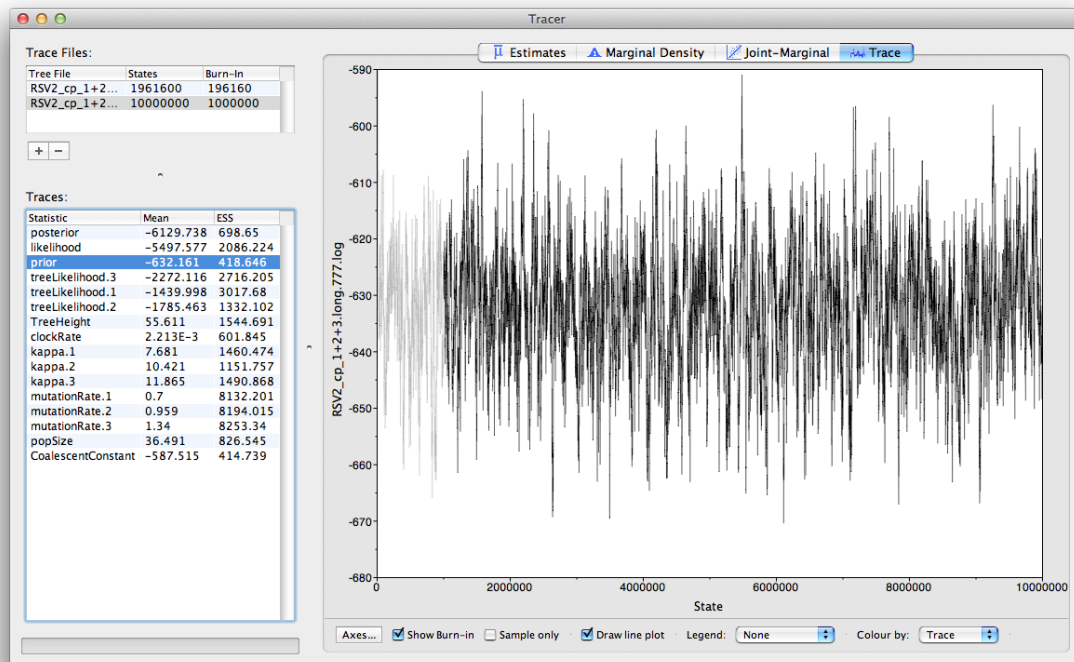 Tracer
Trace Files:
Tree File States Burn-In
RSV2_cp_1+2... 1961600 196160
RSV2_cp_1+2... 10000000 1000000
+ −
Traces:
Statistic Mean ESS
posterior -6129.738 698.65
likelihood -5497.577 2086.224
prior -632.161 418.646
treeLikelihood.3 -2272.116 2716.205
treeLikelihood.1 -1439.998 3017.68
treeLikelihood.2 -1785.463 1332.102
TreeHeight 55.611 1544.691
clockRate 2.213E-3 601.845
kappa.1 7.681 1460.474
kappa.2 10.421 1151.757
kappa.3 11.865 1490.868
mutationRate.1 0.7 8132.201
mutationRate.2 0.959 8194.015
mutationRate.3 1.34 8253.34
popSize 36.491 826.545
CoalescentConstant -587.515 414.739
μ Estimates Marginal Density Joint-Marginal Trace
RSV2_cp_1+2+3.long.777.log
-590
-600
-610
-620
-630
-640
-650
-660
-670
-680
0 2000000 4000000 6000000 8000000 10000000
State
Axes... Show Burn-in Sample only Draw line plot Legend: None Colour by: Trace